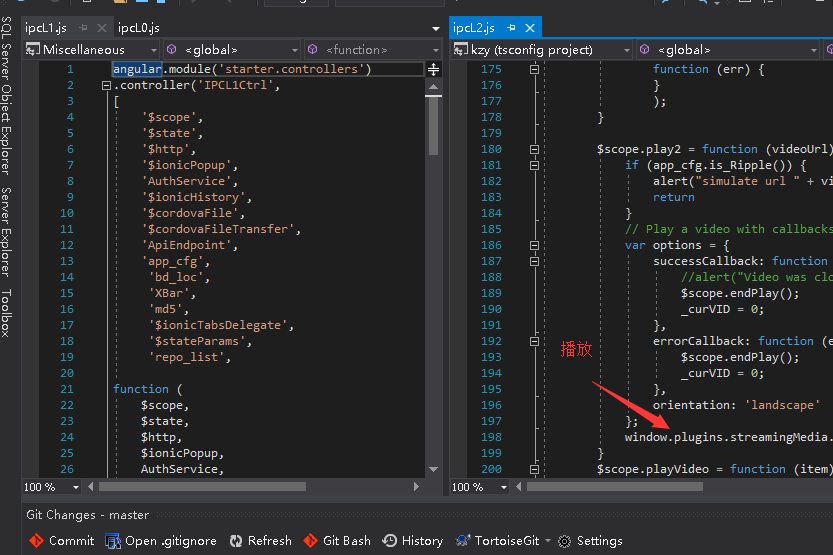 SQL Server Object Explorer
Server Explorer
Toolbox
ipcL1.js
ipcL0.js
Miscellaneous
<global>
<function>
1 angular.module('starter.controllers')
2 .controller('IPCL1Ctrl',
3 [
4 '$scope',
5 '$state',
6 '$http',
7 '$ionicPopup',
8 'AuthService',
9 '$ionicHistory',
10 '$cordovaFile',
11 '$cordovaFileTransfer',
12 'ApiEndpoint',
13 'app_cfg',
14 'bd_loc',
15 'XBar',
16 'md5',
17 '$ionicTabsDelegate',
18 '$stateParams',
19 'repo_list',
20
21 function (
22 $scope,
23 $state,
24 $http,
25 $ionicPopup,
26 AuthService,
100 %
ipcL2.js
kzy (tsconfig project)
<global>
175 function (err) {
176 }
177 );
178 }
179
180 $scope.play2 = function (videoUrl)
181 if (app_cfg.is_Ripple()) {
182 alert("simulate url " + vi
183 return
184 }
185 // Play a video with callbacks
186 var options = {
187 successCallback: function
188 //alert("Video was clo
189 $scope.endPlay();
190 _curVID = 0;
191 },
192 errorCallback: function (e
193 $scope.endPlay();
194 _curVID = 0;
195 },
196 orientation: 'landscape'
197 };
198 window.plugins.streamingMedia.
199 }
200 $scope.playVideo = function (item)
播放
100 %
Git Changes - master
Commit
Open .gitignore
Refresh
Git Bash
History
TortoiseGit
Settings